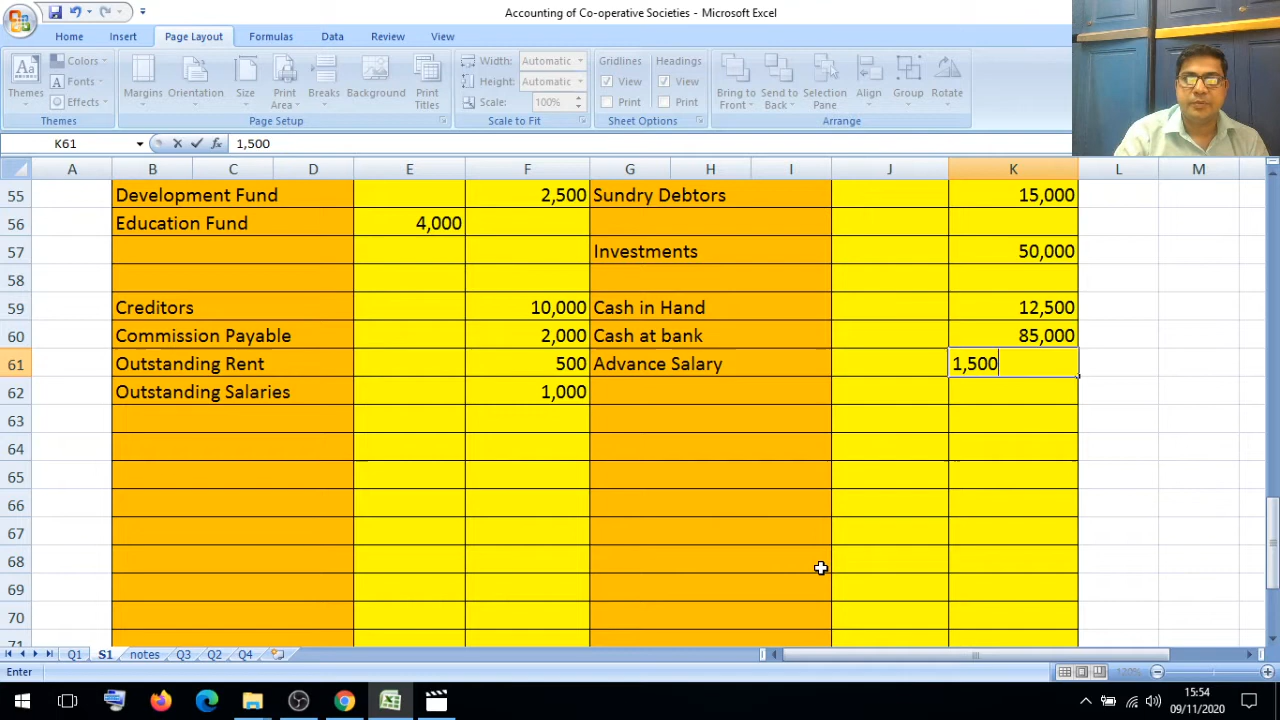 Accounting of Co-operative Societies - Microsoft Excel
Home Insert Page Layout Formulas Data Review View
Themes Colors Fonts Effects Margins Orientation Size Print Area Breaks Background Print Titles Width: Automatic Height: Automatic Scale: 100% Gridlines View Print Headings View Print Bring to Front Send to Back Selection Pane Align Group Rotate
Themes Page Setup Scale to Fit Sheet Options Arrange
K61 fx 1,500
A B C D E F G H I J K L M
55 Development Fund 2,500 Sundry Debtors 15,000
56 Education Fund 4,000
57 Investments 50,000
58
59 Creditors 10,000 Cash in Hand 12,500
60 Commission Payable 2,000 Cash at bank 85,000
61 Outstanding Rent 500 Advance Salary 1,500
62 Outstanding Salaries 1,000
63
64
65
66
67
68
69
70
71
Q1 S1 notes Q3 Q2 Q4
Enter 120%
15:54
09/11/2020